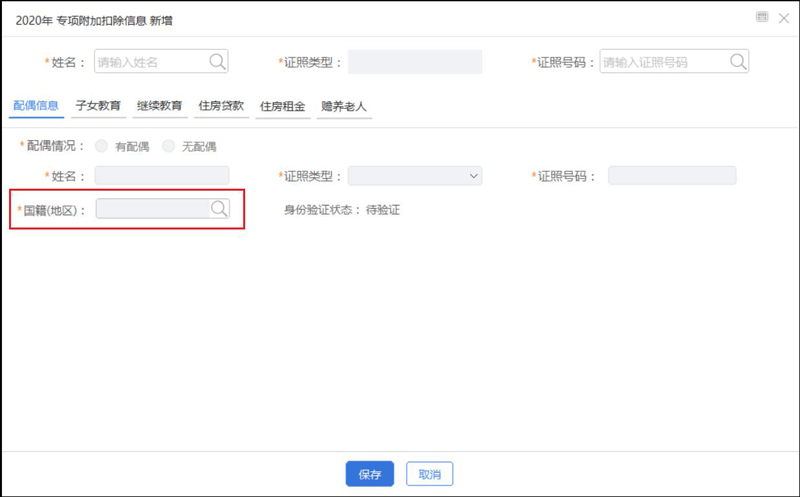 2020年 专项附加扣除信息 新增
*姓名： 请输入姓名 *证照类型： *证照号码： 请输入证照号码
配偶信息 子女教育 继续教育 住房贷款 住房租金 赡养老人
*配偶情况： 有配偶 无配偶
*姓名： *证照类型： *证照号码：
*国籍(地区)： 身份验证状态： 待验证
保存 取消